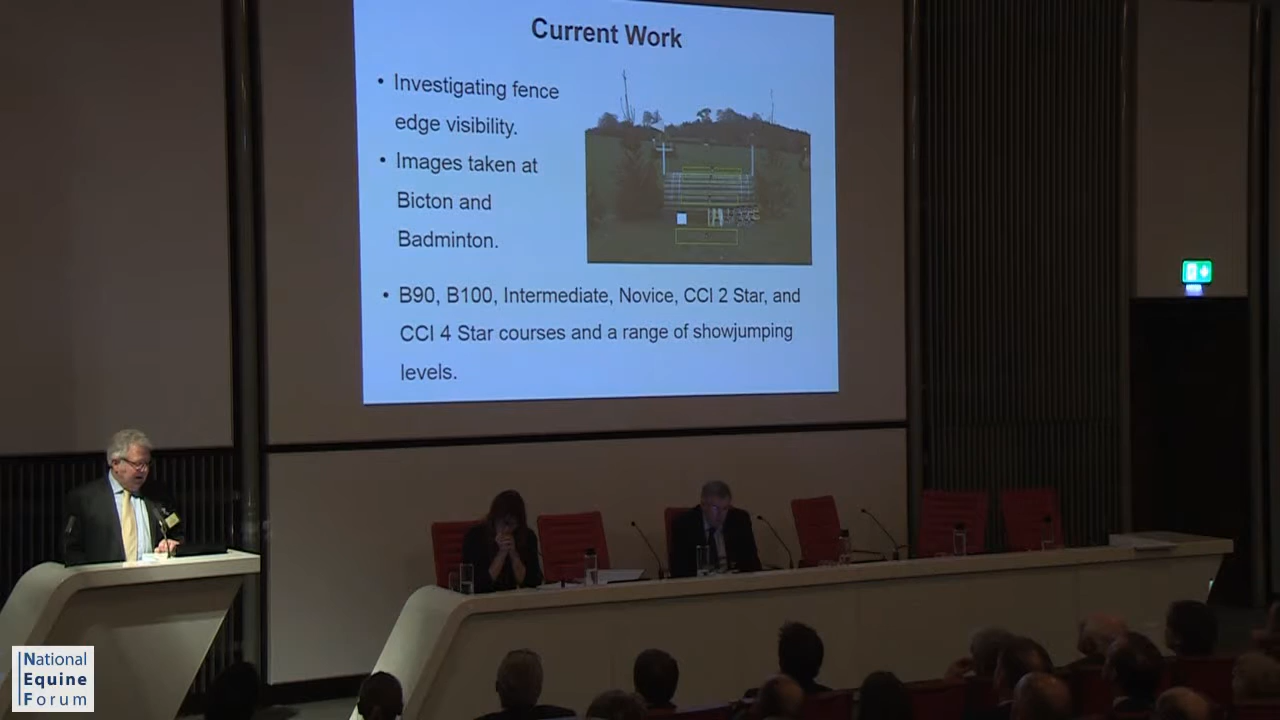 Current Work
• Investigating fence
edge visibility.
• Images taken at
Bicton and
Badminton.
• B90, B100, Intermediate, Novice, CCI 2 Star, and
CCI 4 Star courses and a range of showjumping
levels.
National
Equine
Forum